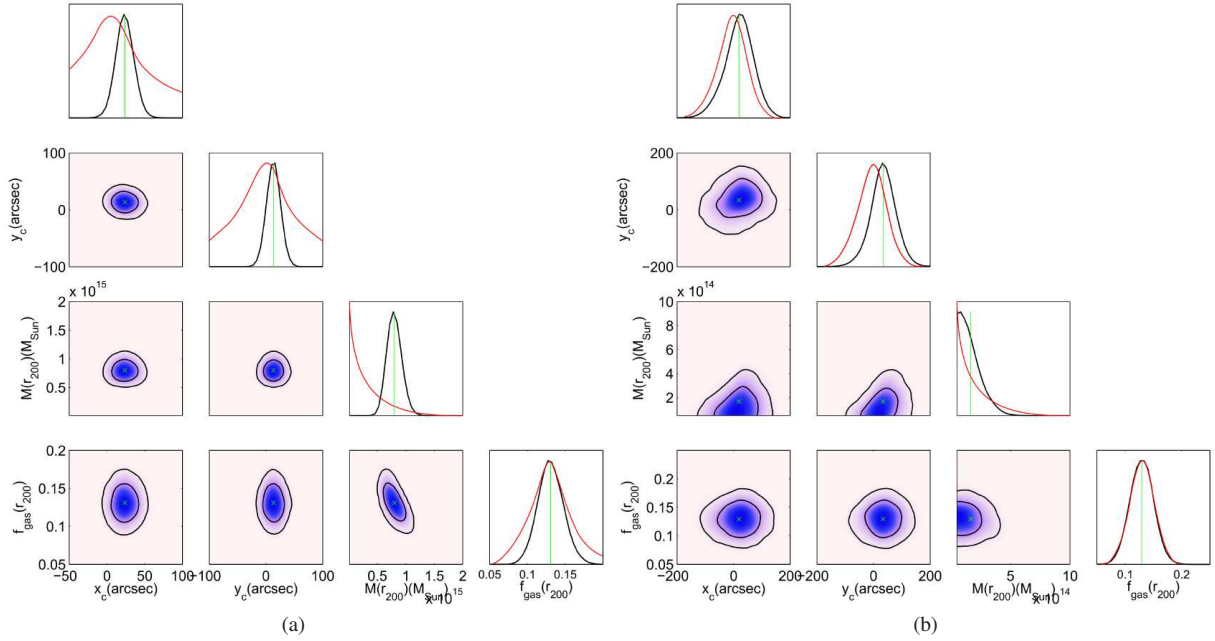 100
0
−100
y_c(arcsec)
x 10^15
2
1.5
1
0.5
M(r_200)(M_Sun)
0.2
0.15
0.1
0.05
f_gas(r_200)
−50 0 50 100
x_c(arcsec)
−100 0 100
y_c(arcsec)
0.5 1 1.5 2
M(r_200)(M_Sun) x 10^15
0.05 0.15
f_gas(r_200)
(a)
200
0
−200
y_c(arcsec)
x 10^14
10
8
6
4
2
M(r_200)(M_Sun)
0.2
0.15
0.1
0.05
f_gas(r_200)
−200 0 200
x_c(arcsec)
−200 0 200
y_c(arcsec)
5 10
M(r_200)(M_Sun) x 10^14
0.1 0.2
f_gas(r_200)
(b)